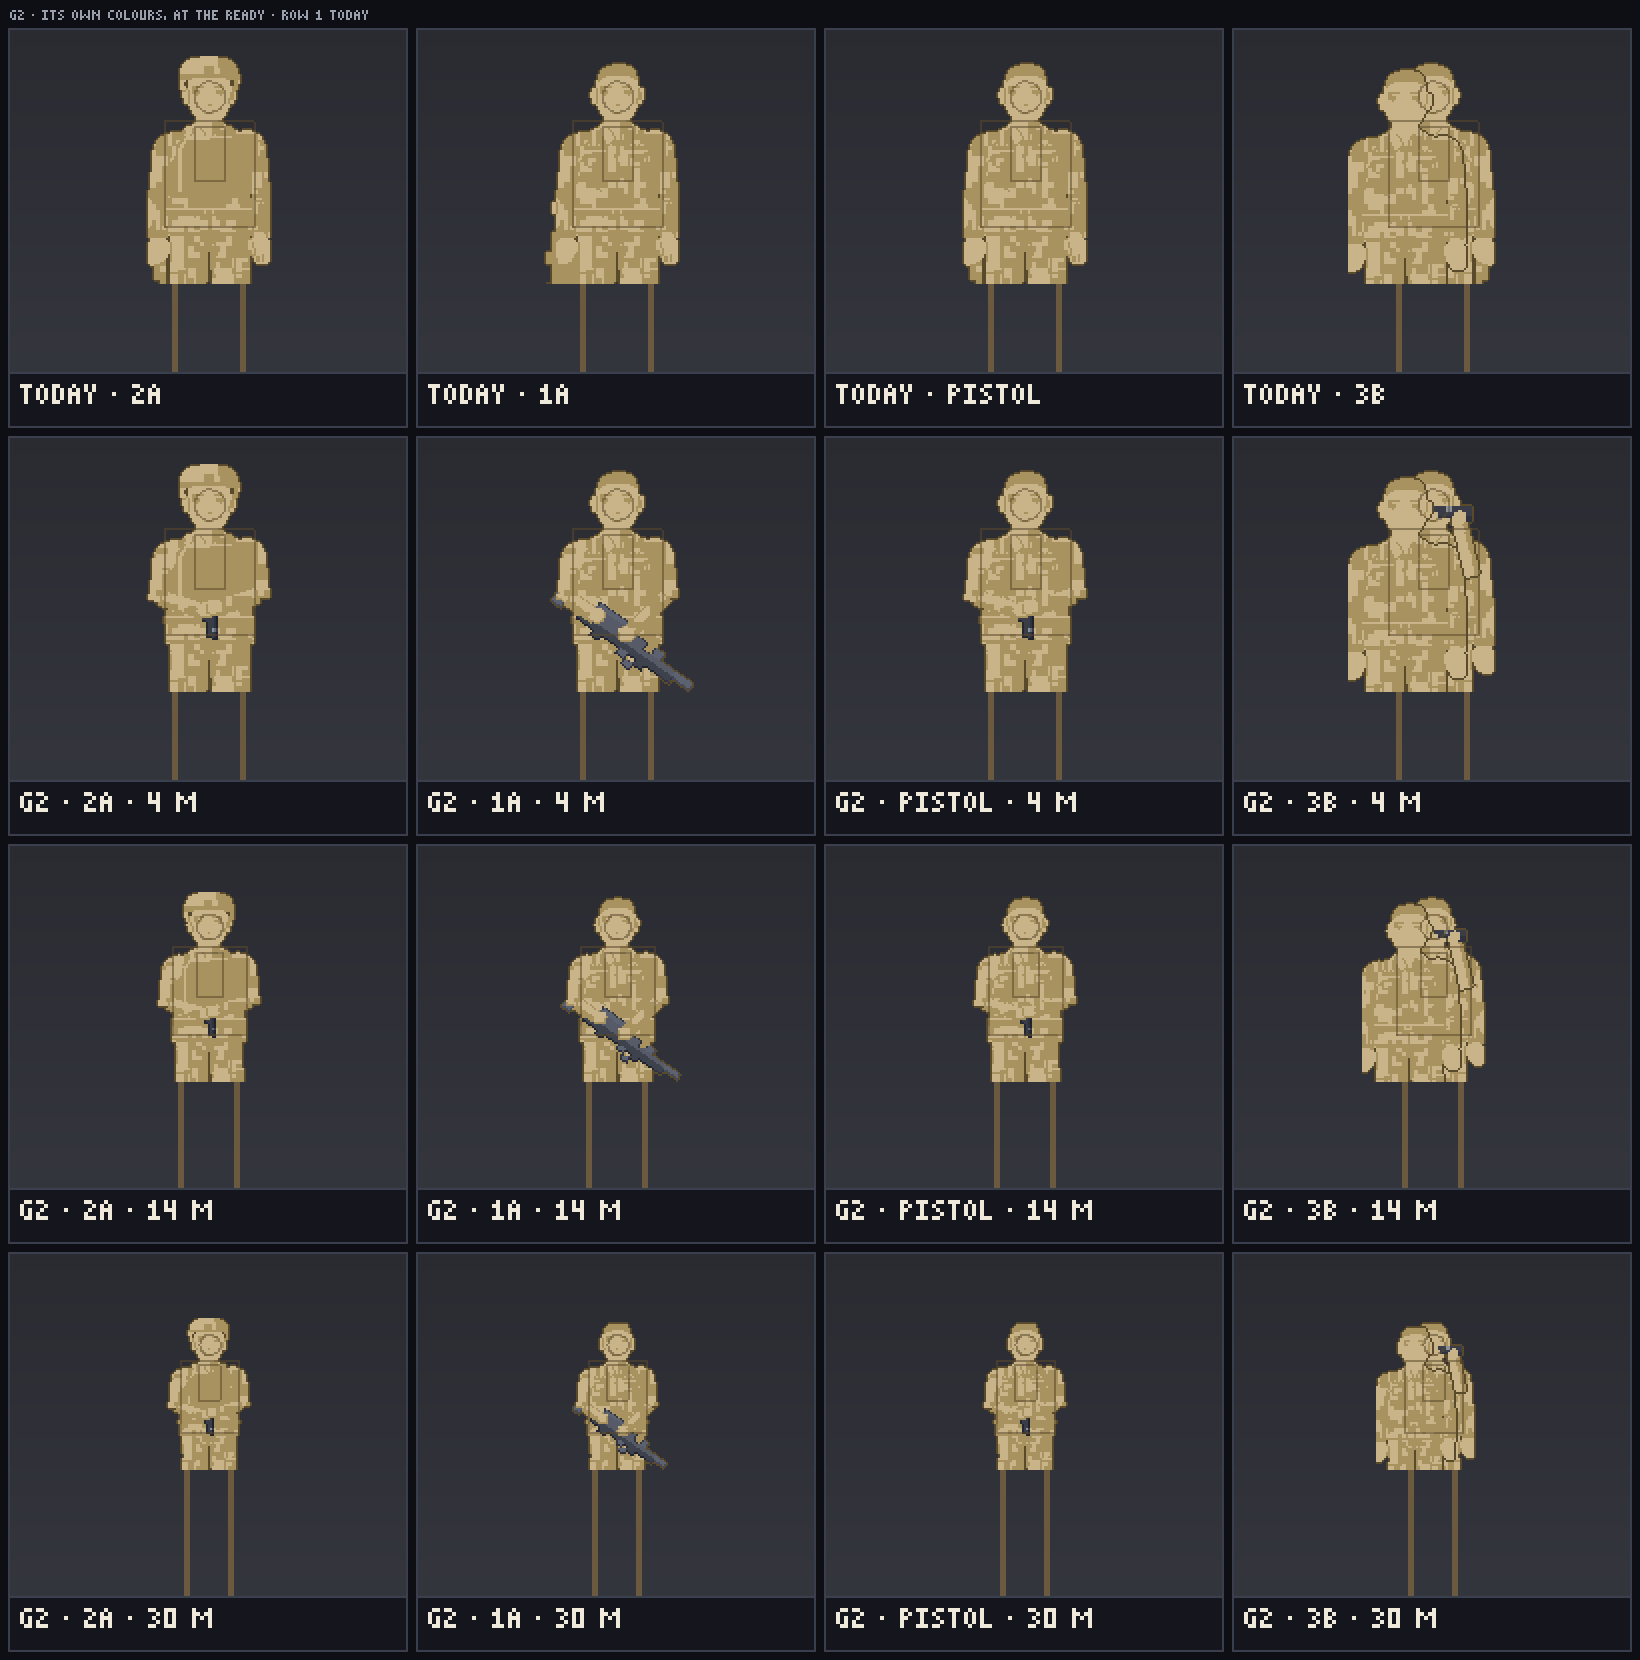 G2 · ITS OWN COLOURS, AT THE READY · ROW 1 TODAY
TODAY · 2A
TODAY · 1A
TODAY · PISTOL
TODAY · 3B
G2 · 2A · 4 M
G2 · 1A · 4 M
G2 · PISTOL · 4 M
G2 · 3B · 4 M
G2 · 2A · 14 M
G2 · 1A · 14 M
G2 · PISTOL · 14 M
G2 · 3B · 14 M
G2 · 2A · 30 M
G2 · 1A · 30 M
G2 · PISTOL · 30 M
G2 · 3B · 30 M